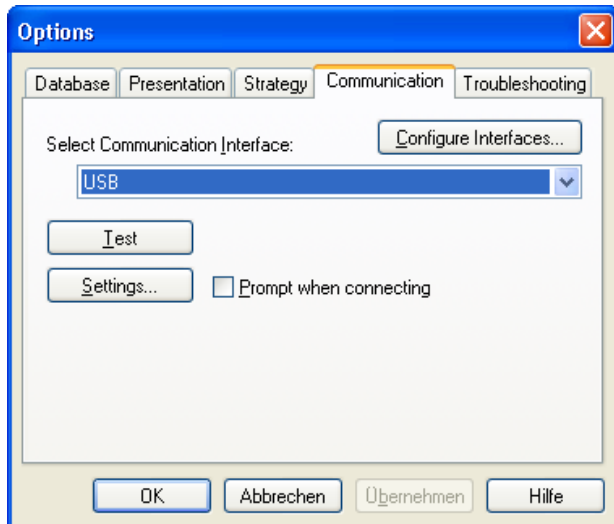 Options
Database Presentation Strategy Communication Troubleshooting
Configure Interfaces...
Select Communication Interface:
USB
Test
Settings... Prompt when connecting
OK Abbrechen Übernehmen Hilfe